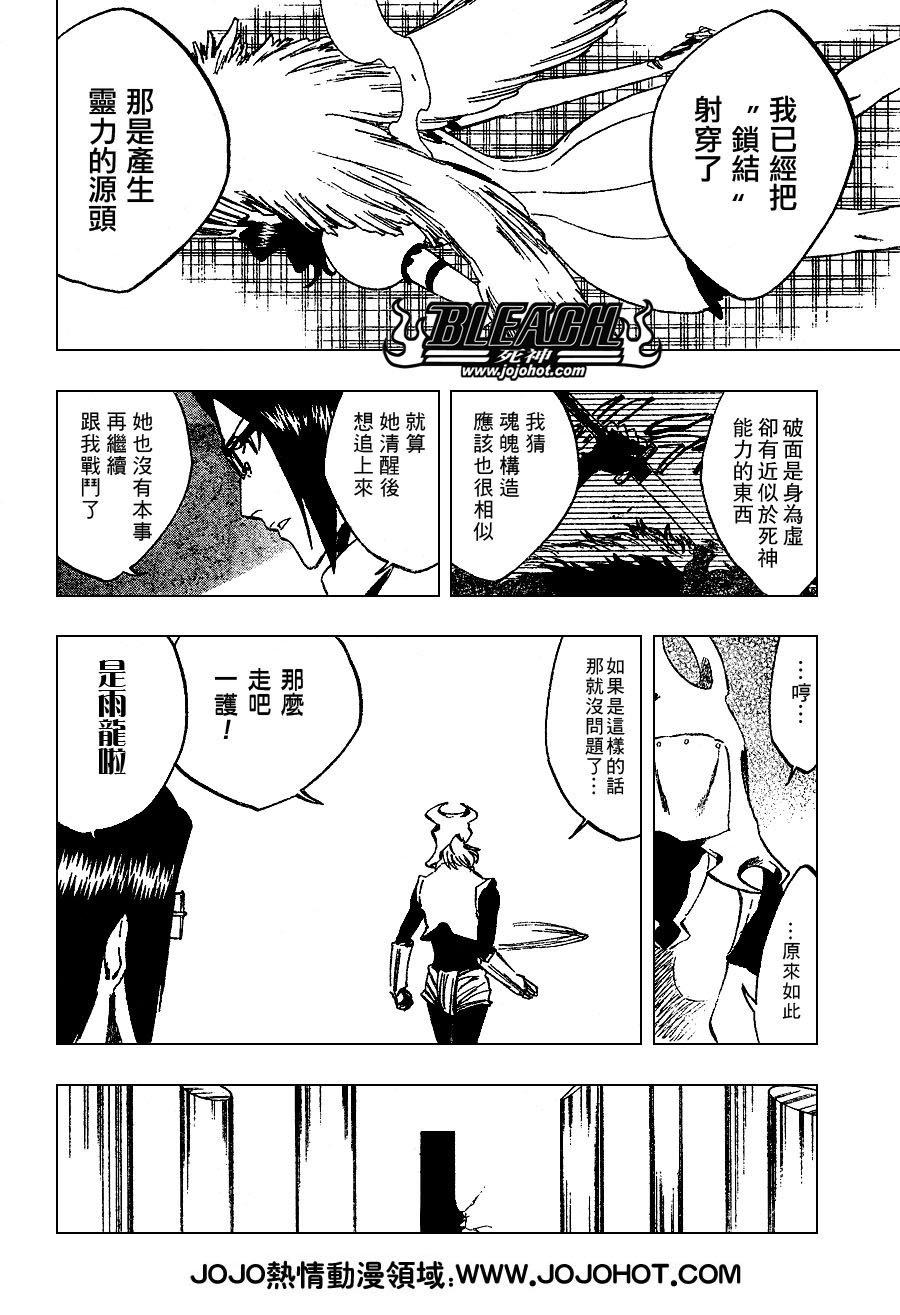 我已經把
〝鎖結〞
射穿了
那是產生
靈力的源頭
BLEACH
死神
www.jojohot.com
破面是身為虛
卻有近似於死神
能力的東西
我猜
魂魄構造
應該也很相似
就算
她清醒後
想追上來
她也沒有本事
再繼續
跟我戰鬥了
…哼…
…原來如此
如果是這樣的話
那就沒問題了…
那麼
走吧
一護！
是雨龍啦
JOJO熱情動漫領域:WWW.JOJOHOT.COM